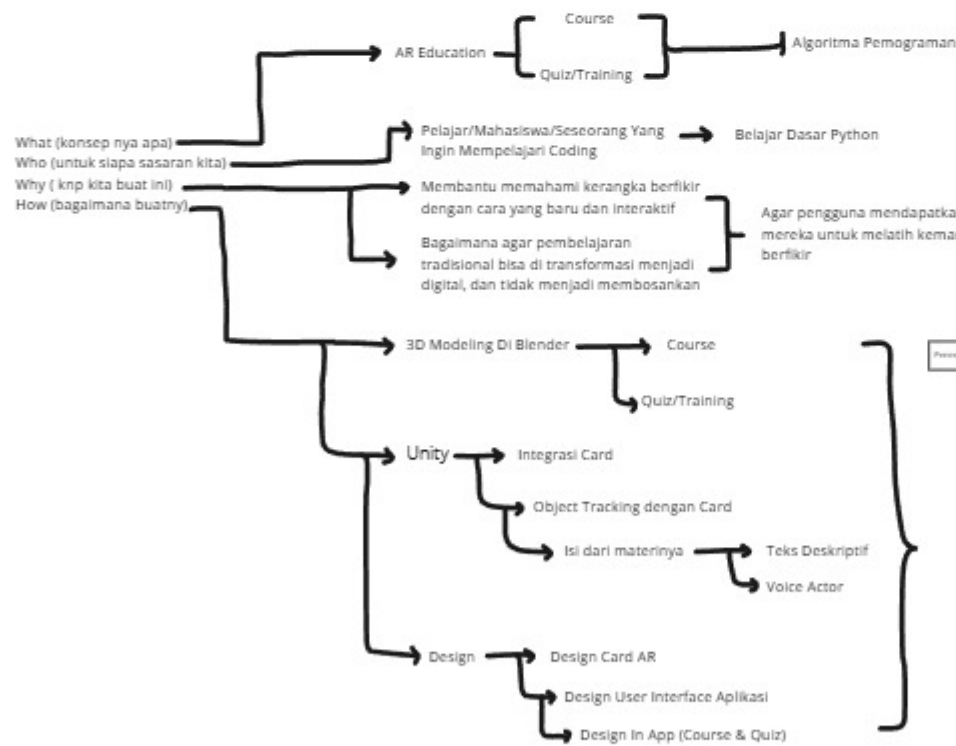 Course
AR Education
Algoritma Pemograman
Quiz/Training
What (konsep nya apa)
Who (untuk siapa sasaran kita)
Why ( knp kita buat ini)
How (bagaimana buatny)
Pelajar/Mahasiswa/Seseorang Yang
Ingin Mempelajari Coding
Belajar Dasar Python
Membantu memahami kerangka berfikir
dengan cara yang baru dan interaktif
Bagaimana agar pembelajaran
tradisional bisa di transformasi menjadi
digital, dan tidak menjadi membosankan
Agar pengguna mendapatka
mereka untuk melatih kema
berfikir
3D Modeling Di Blender
Course
Quiz/Training
Unity
Integrasi Card
Object Tracking dengan Card
Isi dari materinya
Teks Deskriptif
Voice Actor
Design
Design Card AR
Design User Interface Aplikasi
Design In App (Course & Quiz)